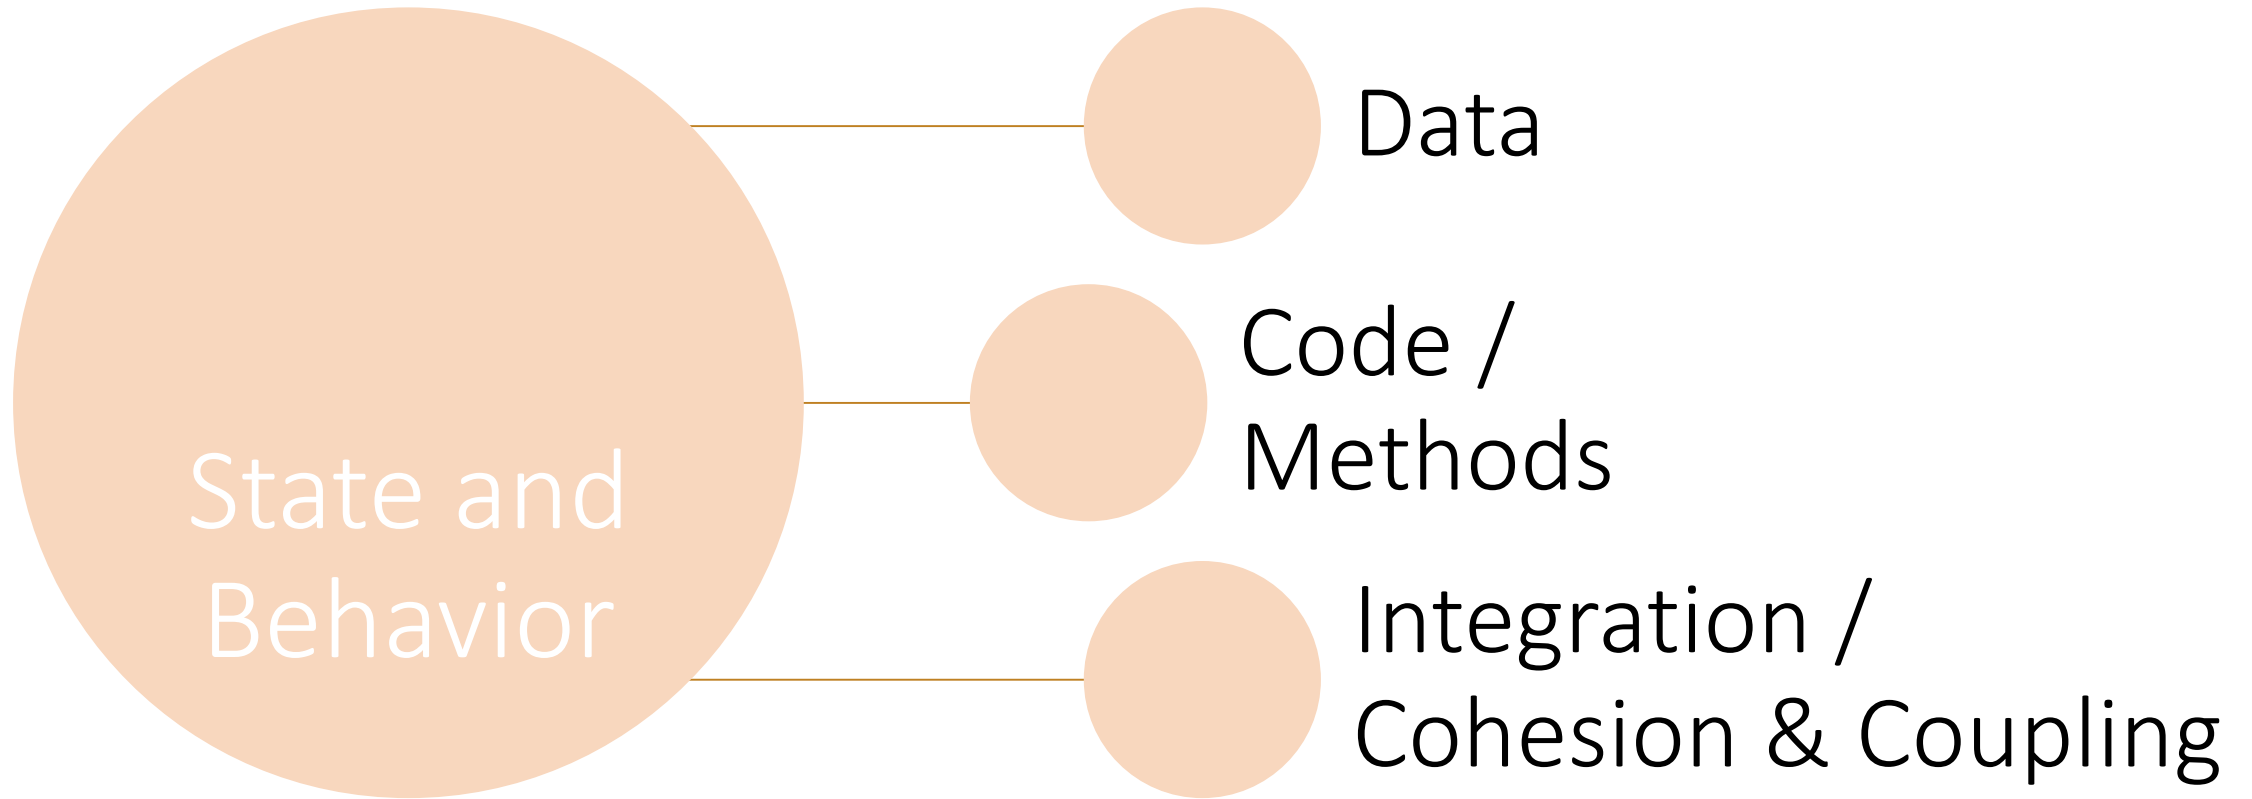 State and
Behavior
Data
Code /
Methods
Integration /
Cohesion & Coupling